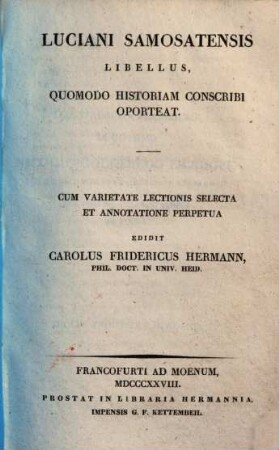 LUCIANI SAMOSATENSIS
LIBELLUS,
QUOMODO HISTORIAM CONSCRIBI
OPORTEAT.
CUM VARIETATE LECTIONIS SELECTA
ET ANNOTATIONE PERPETUA
EDIDIT
CAROLUS FRIDERICUS HERMANN,
PHIL. DOCT. IN UNIV. HEID.
FRANCOFURTI AD MOENUM,
MDCCCXXVIII.
PROSTAT IN LIBRARIA HERMANNIA.
IMPENSIS G. F. KETTEMBEIL.